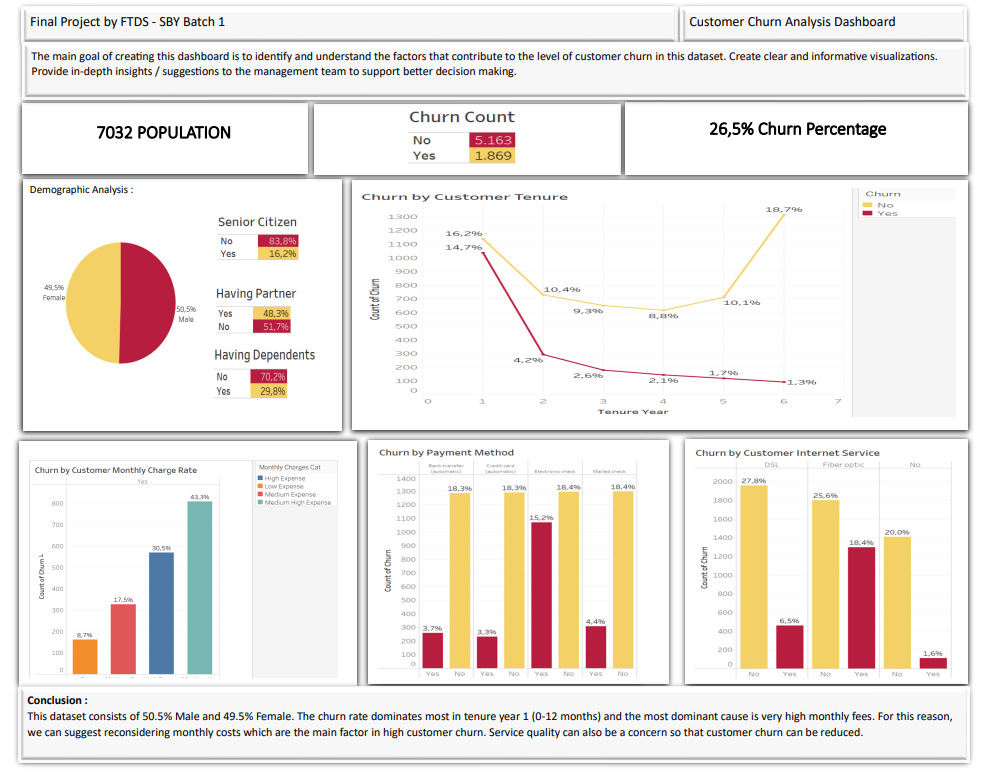 Final Project by FTDS - SBY Batch 1
Customer Churn Analysis Dashboard
The main goal of creating this dashboard is to identify and understand the factors that contribute to the level of customer churn in this dataset. Create clear and informative visualizations.
Provide in-depth insights / suggestions to the management team to support better decision making.
7032 POPULATION
Churn Count
No 5.163
Yes 1.869
26,5% Churn Percentage
Demographic Analysis :
49,5%
Female
50,5%
Male
Senior Citizen
No 83,8%
Yes 16,2%
Having Partner
Yes 48,3%
No 51,7%
Having Dependents
No 70,2%
Yes 29,8%
Churn by Customer Tenure
Churn
No
Yes
Count of Churn
1300
1200
1100
1000
900
800
700
600
500
400
300
200
100
0
16,2%
14,7%
10,4%
9,3%
8,8%
10,1%
18,7%
4,2%
2,6%
2,1%
1,7%
1,3%
0 1 2 3 4 5 6 7
Tenure Year
Churn by Customer Monthly Charge Rate
Yes
Count of Churn
800
700
600
500
400
300
200
100
0
8,7%
17,5%
30,5%
43,3%
Monthly Charges Cat
High Expense
Low Expense
Medium Expense
Medium High Expense
Churn by Payment Method
Bank transfer (automatic)
Credit card (automatic)
Electronic check
Mailed check
Count of Churn
1400
1300
1200
1100
1000
900
800
700
600
500
400
300
200
100
0
3,7% 18,3% 3,3% 18,3% 15,2% 18,4% 4,4% 18,4%
Yes No Yes No Yes No Yes No
Churn by Customer Internet Service
DSL Fiber optic No
Count of Churn
2000
1800
1600
1400
1200
1000
800
600
400
200
0
27,8% 6,5% 25,6% 18,4% 20,0% 1,6%
No Yes No Yes No Yes
Conclusion :
This dataset consists of 50.5% Male and 49.5% Female. The churn rate dominates most in tenure year 1 (0-12 months) and the most dominant cause is very high monthly fees. For this reason,
we can suggest reconsidering monthly costs which are the main factor in high customer churn. Service quality can also be a concern so that customer churn can be reduced.